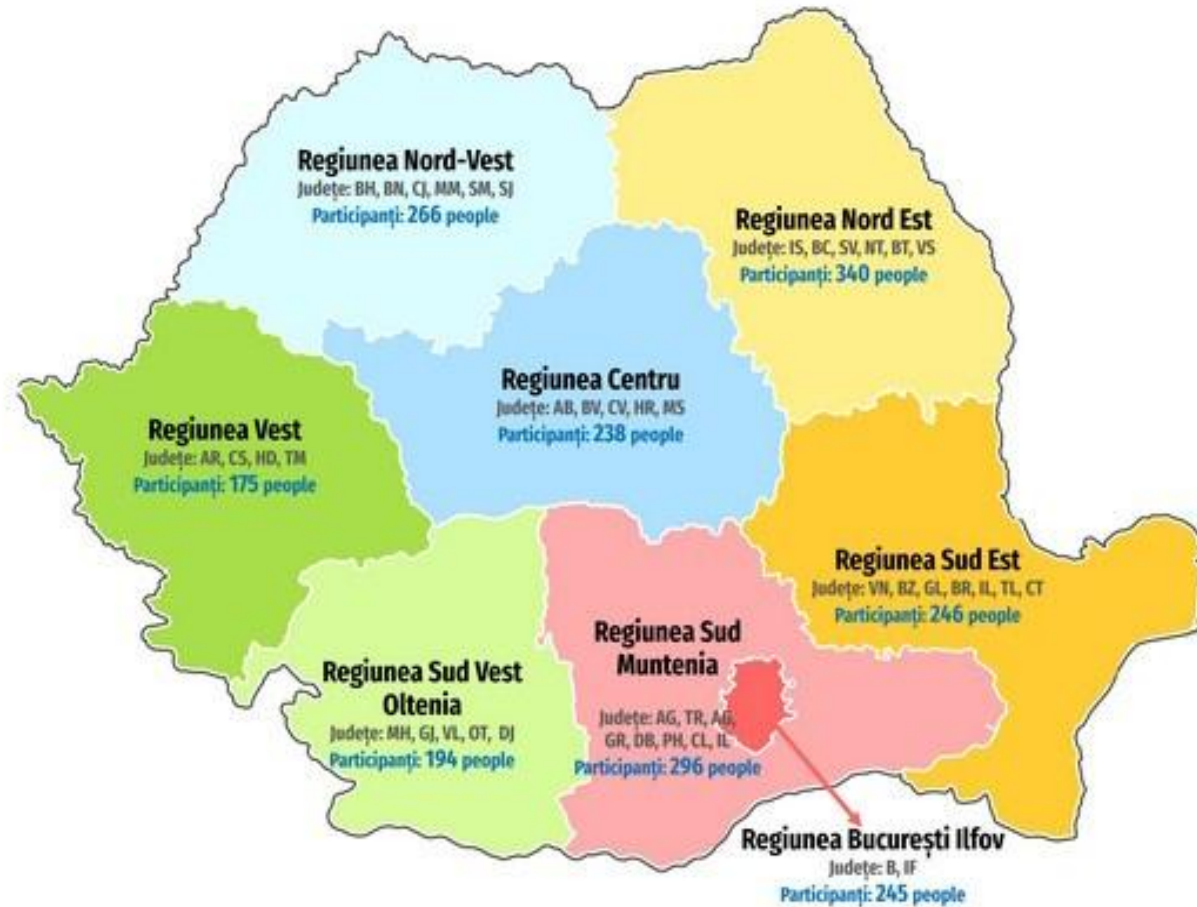 Regiunea Nord-Vest
Județe: BH, BN, CJ, MM, SM, SJ
Participanți: 266 people
Regiunea Nord Est
Județe: IS, BC, SV, NT, BT, VS
Participanți: 340 people
Regiunea Centru
Județe: AB, BV, CV, HR, MS
Participanți: 238 people
Regiunea Vest
Județe: AR, CS, HD, TM
Participanți: 175 people
Regiunea Sud Est
Județe: VN, BZ, GL, BR, IL, TL, CT
Participanți: 246 people
Regiunea Sud Vest
Oltenia
Județe: MH, GJ, VL, OT, DJ
Participanți: 194 people
Regiunea Sud
Muntenia
Județe: AG, TR, AG,
GR, DB, PH, CL, IL
Participanți: 296 people
Regiunea București Ilfov
Județe: B, IF
Participanți: 245 people